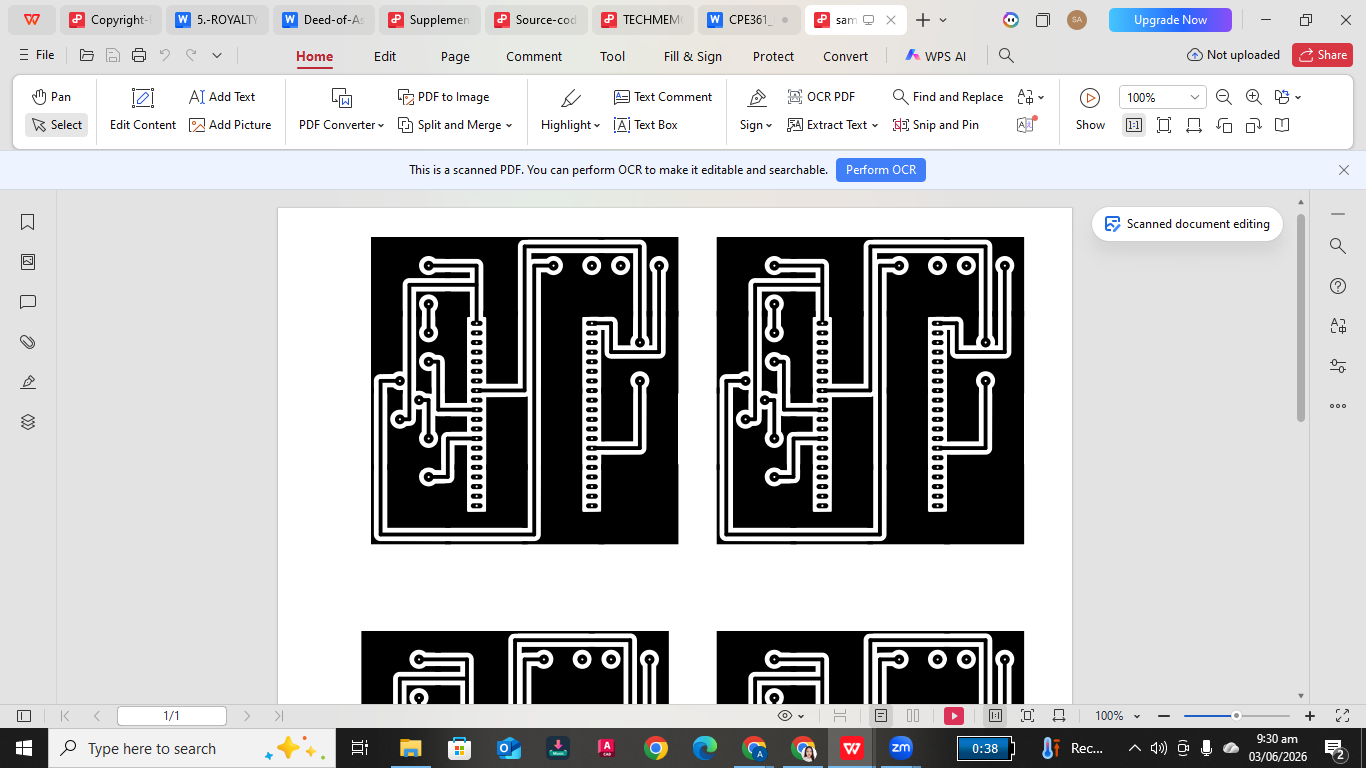 Copyright-
5.-ROYALTY
Deed-of-As
Supplemen
Source-cod
TECHMEM
CPE361_
sam
SA
Upgrade Now
File
Home
Edit
Page
Comment
Tool
Fill & Sign
Protect
Convert
WPS AI
Not uploaded
Share
Pan
Add Text
PDF to Image
Text Comment
OCR PDF
Find and Replace
100%
Select
Edit Content
Add Picture
PDF Converter
Split and Merge
Highlight
Text Box
Sign
Extract Text
Snip and Pin
Show
This is a scanned PDF. You can perform OCR to make it editable and searchable.
Perform OCR
Scanned document editing
1/1
100%
Type here to search
zm
0:38
Rec...
9:30 am
03/06/2026
2